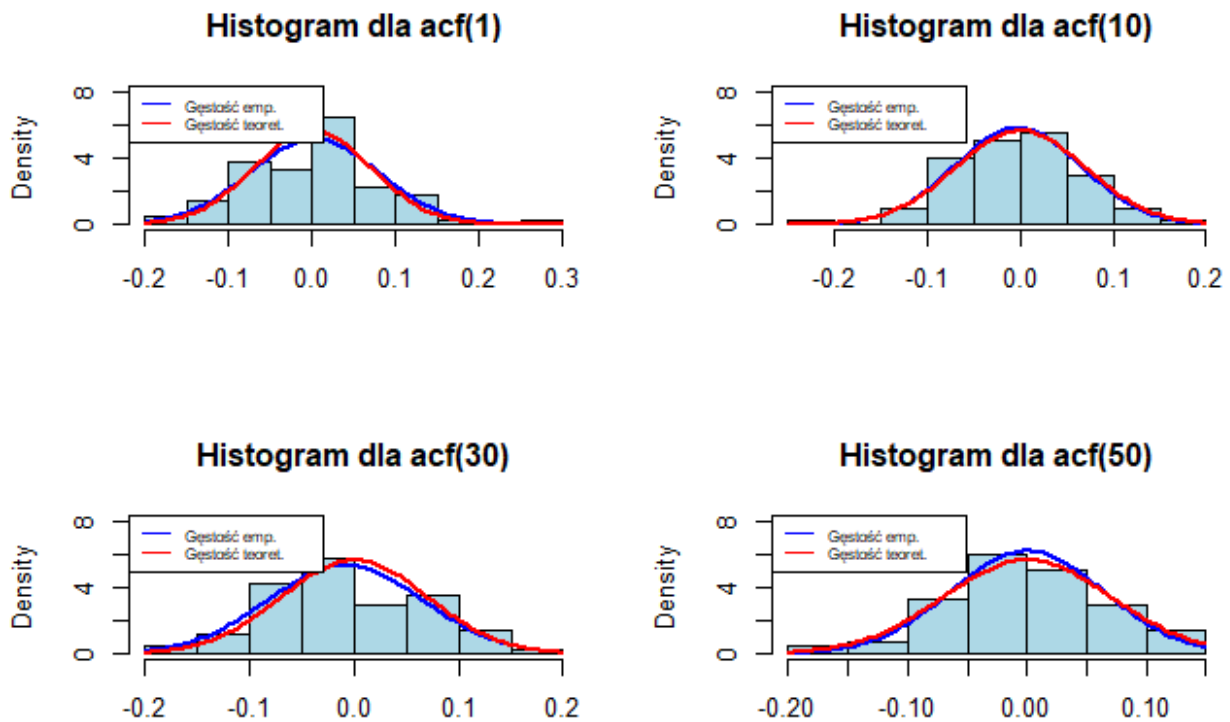 Histogram dla acf(1)
Density
0 4 8
Gęstość emp.
Gęstość teoret.
-0.2 -0.1 0.0 0.1 0.2 0.3
Histogram dla acf(10)
Density
0 4 8
Gęstość emp.
Gęstość teoret.
-0.2 -0.1 0.0 0.1 0.2
Histogram dla acf(30)
Density
0 4 8
Gęstość emp.
Gęstość teoret.
-0.2 -0.1 0.0 0.1 0.2
Histogram dla acf(50)
Density
0 4 8
Gęstość emp.
Gęstość teoret.
-0.20 -0.10 0.00 0.10